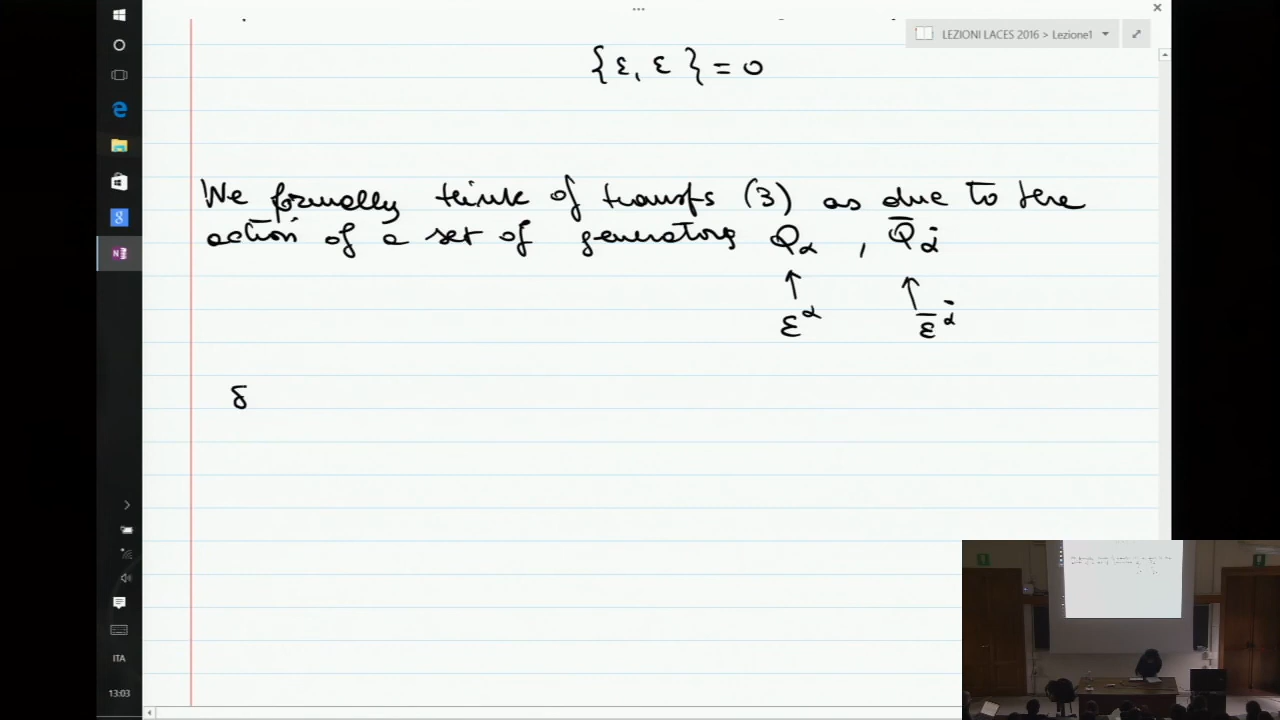 LEZIONI LACES 2016 > Lezione1
{ε, ε} = 0
We formally think of transfs (3) as due to the
action of a set of generators Q_α , Q̄_α̇
↑ ↑
ε^α ε̄^α̇
δ
ITA
13:03